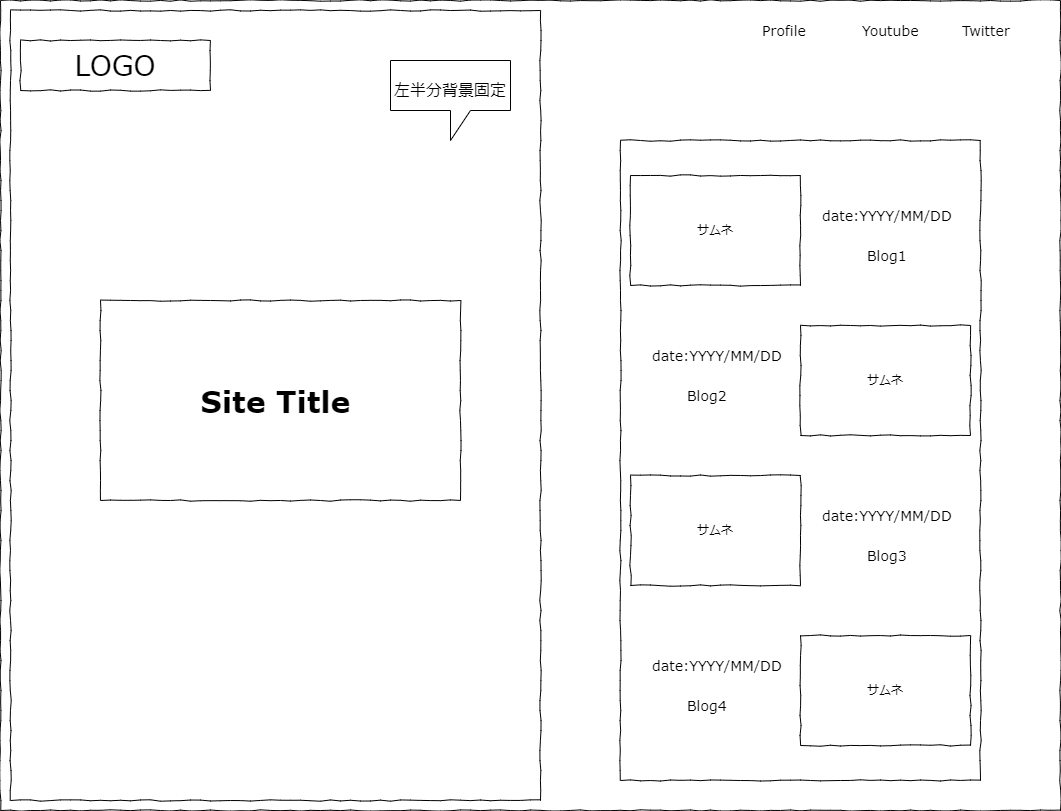 LOGO
左半分背景固定
Site Title
Profile
Youtube
Twitter
サムネ
date:YYYY/MM/DD
Blog1
date:YYYY/MM/DD
Blog2
サムネ
サムネ
date:YYYY/MM/DD
Blog3
date:YYYY/MM/DD
Blog4
サムネ